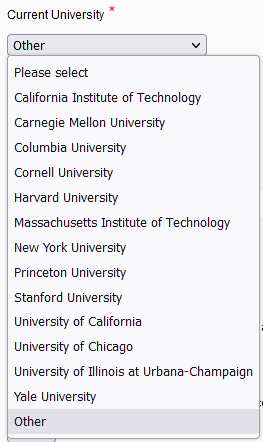 Current University *
Other
Please select
California Institute of Technology
Carnegie Mellon University
Columbia University
Cornell University
Harvard University
Massachusetts Institute of Technology
New York University
Princeton University
Stanford University
University of California
University of Chicago
University of Illinois at Urbana-Champaign
Yale University
Other